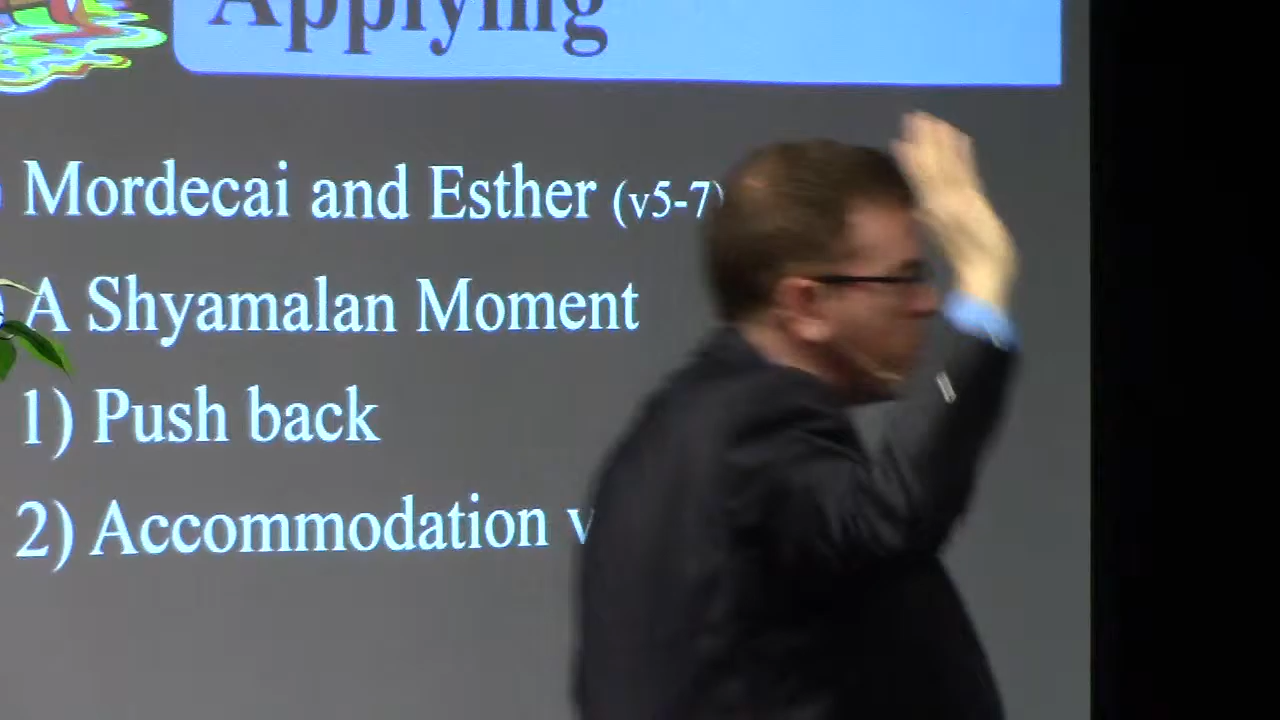 Applying
Mordecai and Esther (v5-7)
A Shyamalan Moment
1) Push back
2) Accommodation